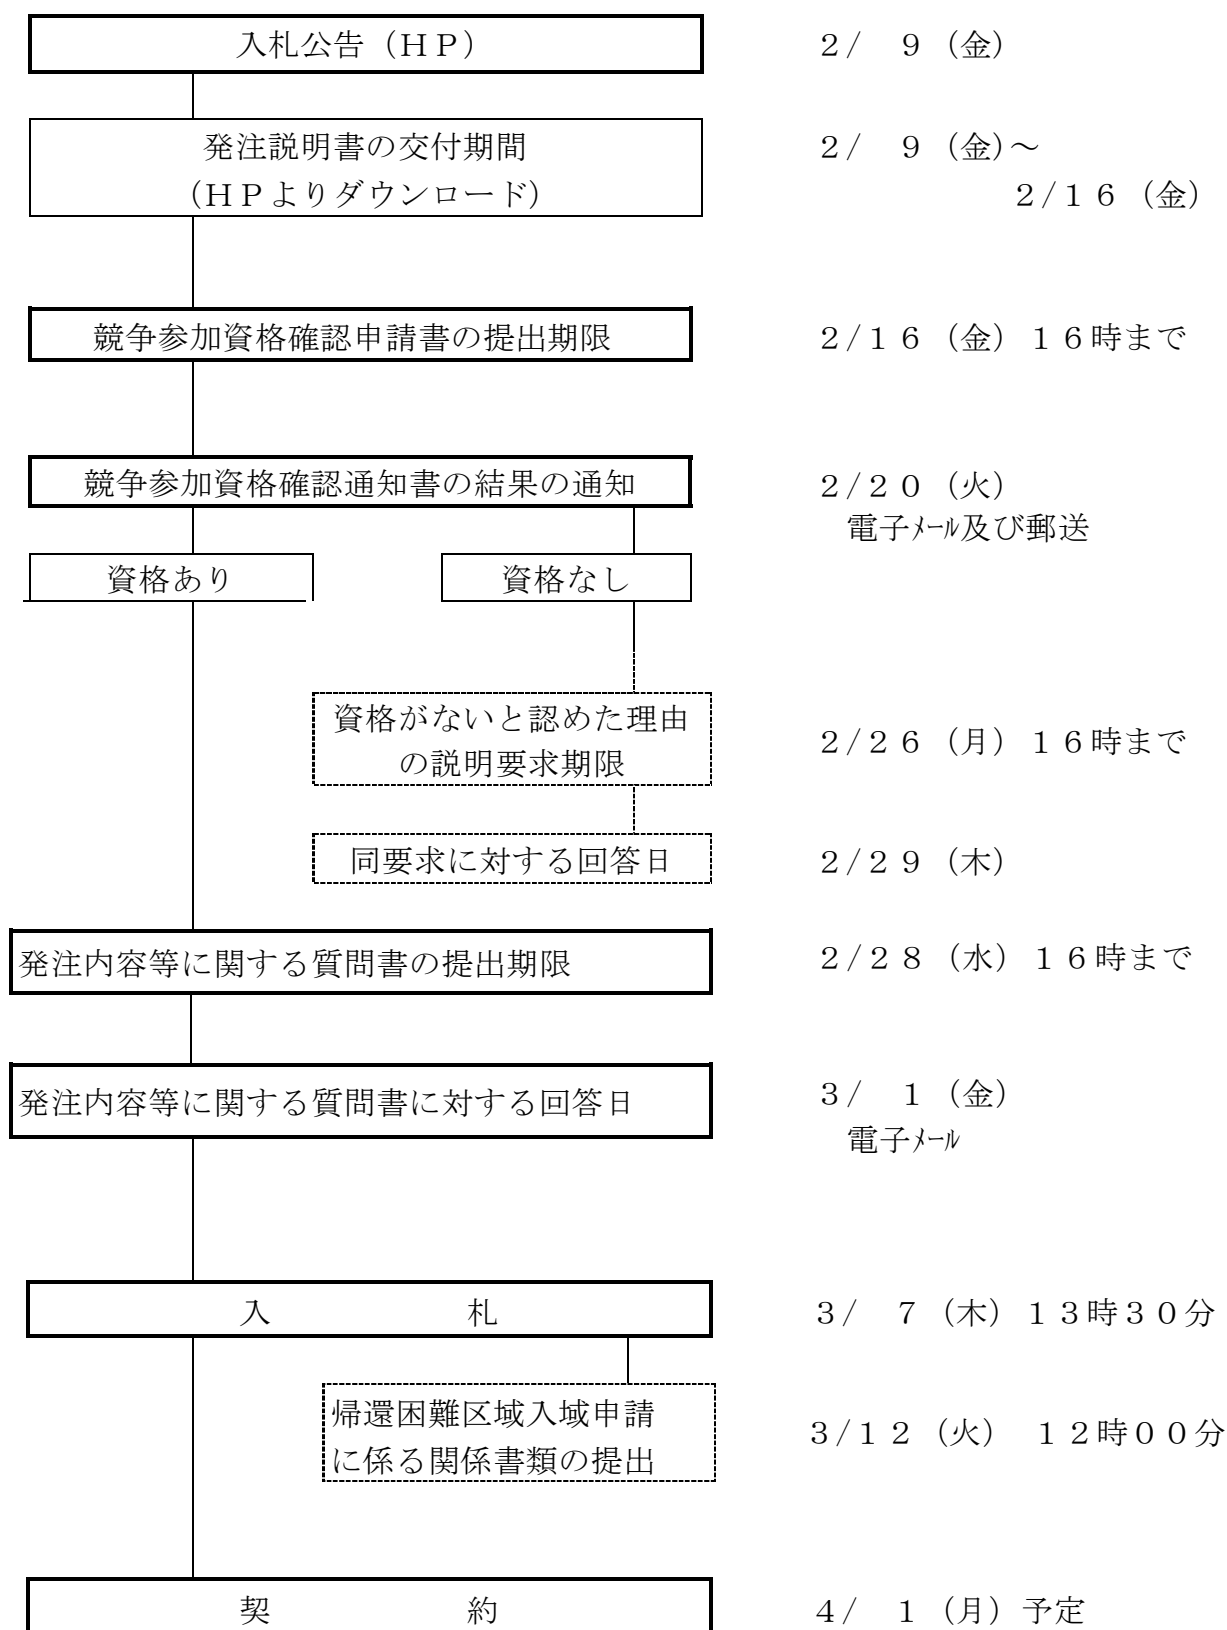 入札公告（ＨＰ）
２/　９（金）
発注説明書の交付期間
（ＨＰよりダウンロード）
２/　９（金）～
２/１６（金）
競争参加資格確認申請書の提出期限
２/１６（金）１６時まで
競争参加資格確認通知書の結果の通知
２/２０（火）
電子ﾒｰﾙ及び郵送
資格あり
資格なし
資格がないと認めた理由
の説明要求期限
２/２６（月）１６時まで
同要求に対する回答日
２/２９（木）
発注内容等に関する質問書の提出期限
２/２８（水）１６時まで
発注内容等に関する質問書に対する回答日
３/　１（金）
電子ﾒｰﾙ
入　　　　　　　札
３/　７（木）１３時３０分
帰還困難区域入域申請
に係る関係書類の提出
３/１２（火）　１２時００分
契　　　　　　　約
４/　１（月）予定